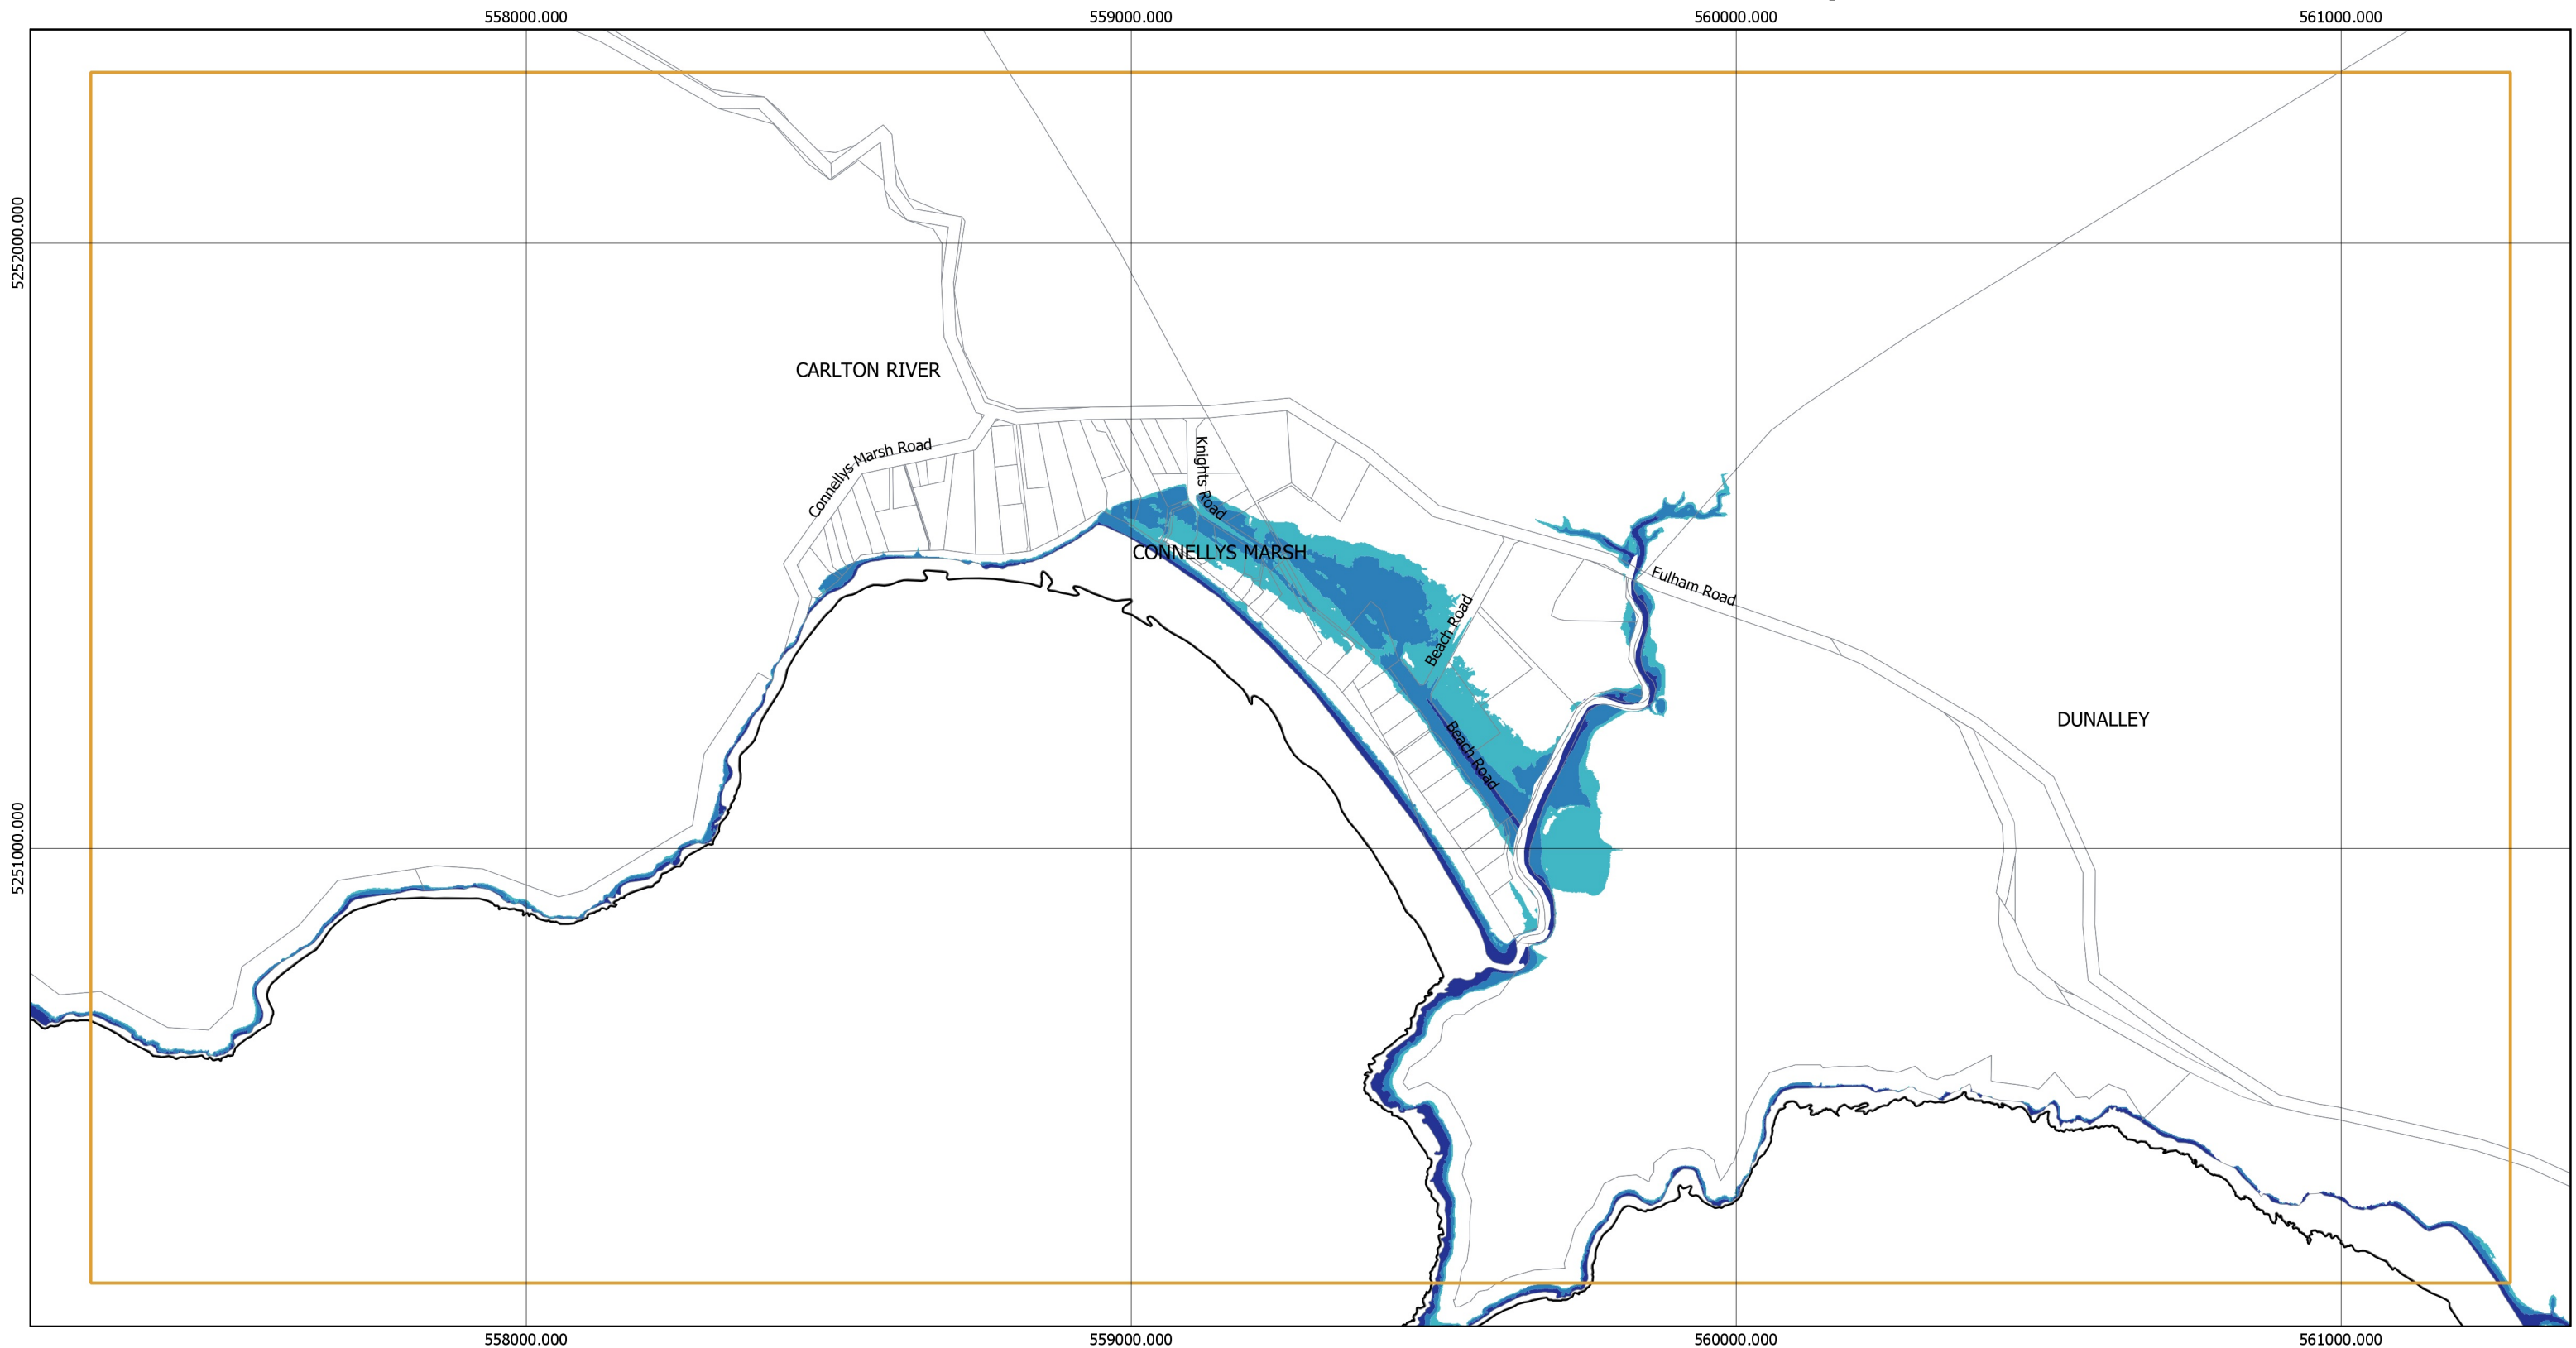 558000.000
559000.000
560000.000
561000.000
5252000.000
CARLTON RIVER
Connellys Marsh Road
Knights Road
CONNELLYS MARSH
Fulham Road
Beach Road
DUNALLEY
Beach Road
5251000.000
558000.000
559000.000
560000.000
561000.000